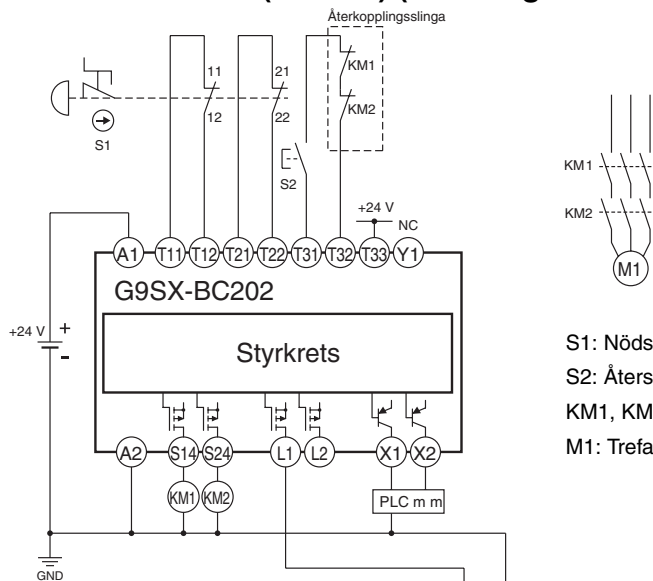 Återkopplingsslinga
KM1
11
21
KM2
12
22
S1
S2
KM1
+24 V
NC
KM2
A1 T11 T12 T21 T22 T31 T32 T33 Y1
M1
G9SX-BC202
+24 V
+
-
Styrkrets
S1: Nöds
S2: Åters
KM1, KM
M1: Trefa
A2 S14 S24 L1 L2 X1 X2
KM1 KM2
PLC m m
GND